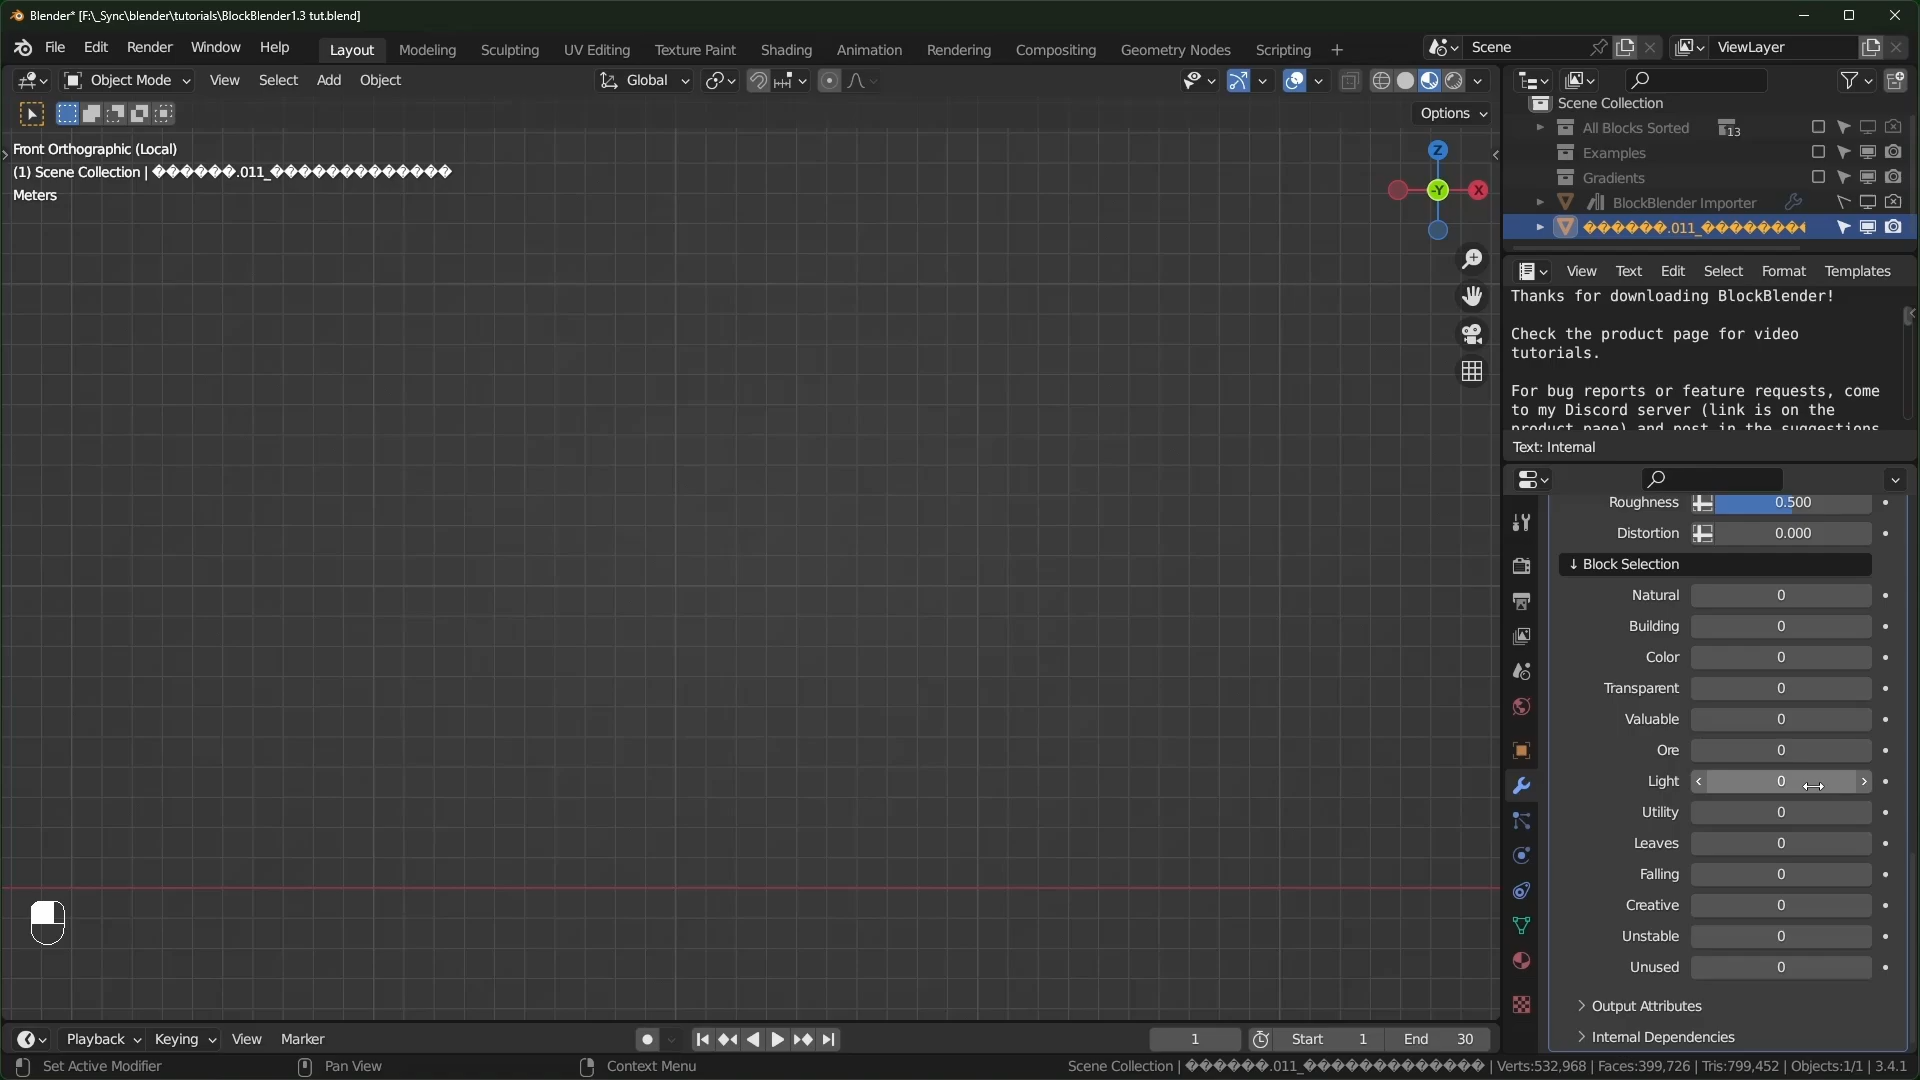 Blender* [F:\_Sync\blender\tutorials\BlockBlender1.3 tut.blend]
File Edit Render Window Help Layout Modeling Sculpting UV Editing Texture Paint Shading Animation Rendering Compositing Geometry Nodes Scripting + Scene ViewLayer
Object Mode View Select Add Object Global
Options
Front Orthographic (Local)
(1) Scene Collection | ������.011_���������������
Meters
Z
-Y X
Scene Collection
All Blocks Sorted 13
Examples
Gradients
BlockBlender Importer
������.011_��������
View Text Edit Select Format Templates
Thanks for downloading BlockBlender!
Check the product page for video
tutorials.
For bug reports or feature requests, come
to my Discord server (link is on the
product page) and post in the suggestions
Text: Internal
Roughness 0.500
Distortion 0.000
↓ Block Selection
Natural 0
Building 0
Color 0
Transparent 0
Valuable 0
Ore 0
Light 0
Utility 0
Leaves 0
Falling 0
Creative 0
Unstable 0
Unused 0
Output Attributes
Internal Dependencies
Playback Keying View Marker 1 Start 1 End 30
Set Active Modifier Pan View Context Menu Scene Collection | ������.011_��������������� | Verts:532,968 | Faces:399,726 | Tris:799,452 | Objects:1/1 | 3.4.1